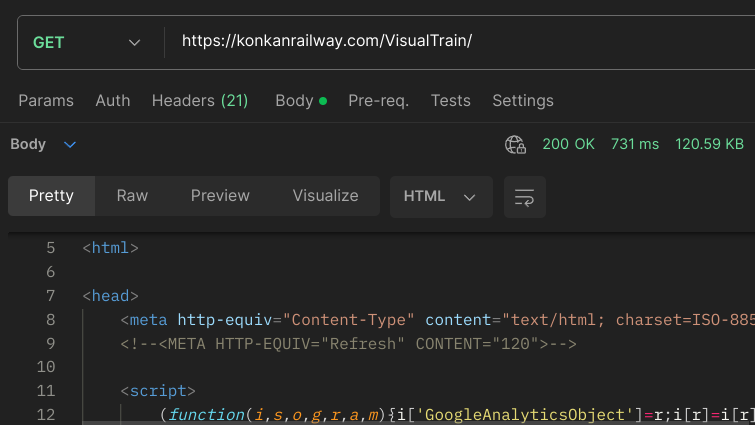 GET https://konkanrailway.com/VisualTrain/
Params Auth Headers (21) Body Pre-req. Tests Settings
Body 200 OK 731 ms 120.59 KB
Pretty Raw Preview Visualize HTML
5 <html>
6
7 <head>
8 <meta http-equiv="Content-Type" content="text/html; charset=ISO-885
9 <!--<META HTTP-EQUIV="Refresh" CONTENT="120">-->
10
11 <script>
12 (function(i,s,o,g,r,a,m){i['GoogleAnalyticsObject']=r;i[r]=i[r]